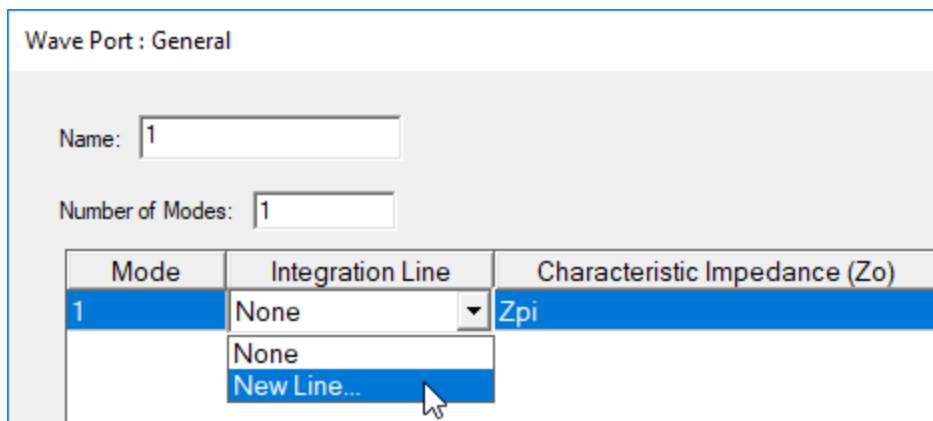 Wave Port : General
Name: 1
Number of Modes: 1
Mode Integration Line Characteristic Impedance (Zo)
1 None Zpi
None
New Line...